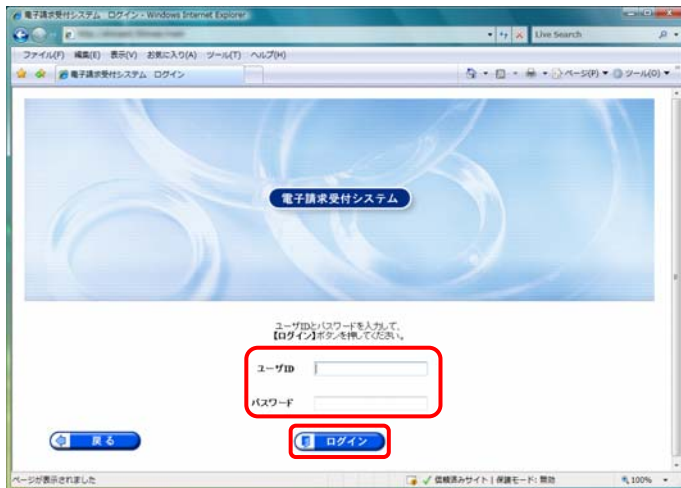 電子請求受付システム ログイン - Windows Internet Explorer
Live Search
ファイル(F) 編集(E) 表示(V) お気に入り(A) ツール(T) ヘルプ(H)
電子請求受付システム ログイン
ページ(P) ツール(O)
電子請求受付システム
ユーザIDとパスワードを入力して、
【ログイン】ボタンを押してください。
ユーザID
パスワード
戻る
ログイン
ページが表示されました
信頼済みサイト | 保護モード: 無効
100%